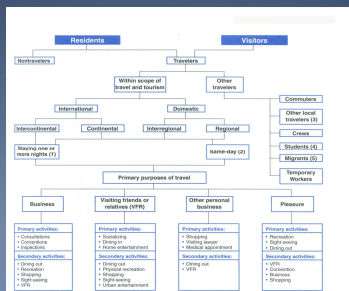 Residents
Visitors
Nontravelers
Travelers
Within scope of
travel and tourism
Other
travelers
International
Domestic
Commuters
Other local
travelers (3)
Intercontinental
Continental
Interregional
Regional
Crews
Staying one or
more nights (1)
Same-day (2)
Students (4)
Migrants (5)
Temporary
Workers
Primary purposes of travel
Business
Visiting friends or
relatives (VFR)
Other personal
business
Pleasure
Primary activities:
• Consultations
• Conventions
• Inspections
Secondary activities:
• Dining out
• Recreation
• Shopping
• Sight-seeing
• VFR
Primary activities:
• Socializing
• Dining in
• Home entertainment
Secondary activities:
• Dining out
• Physical recreation
• Shopping
• Sight-seeing
• Urban entertainment
Primary activities:
• Shopping
• Visiting lawyer
• Medical appointment
Secondary activities:
• Dining out
• VFR
Primary activities:
• Recreation
• Sight-seeing
• Dining out
Secondary activities:
• VFR
• Convention
• Business
• Shopping